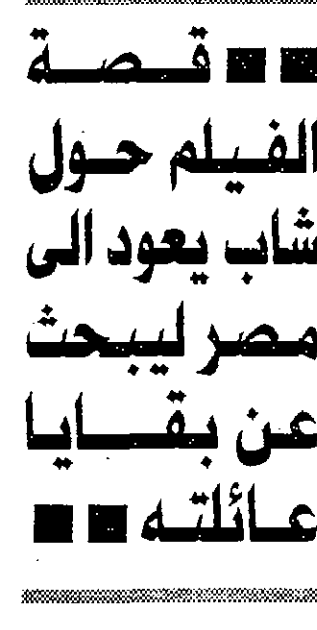 ■■ قصة
الفيلم حول
شاب يعود الى
مصر ليبحث
عن بقايا
عائلته ■■